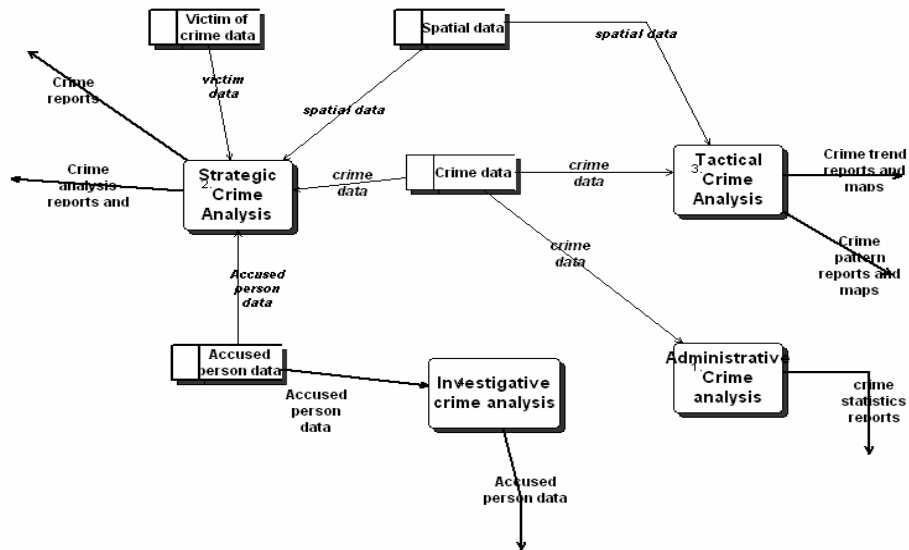 Victim of
crime data
Spatial data
spatial data
victim
data
Crime
reports
spatial data
Crime
analysis
reports and
2.
Strategic
Crime
Analysis
crime
data
Crime data
crime
data
3.
Tactical
Crime
Analysis
Crime trend
reports and
maps
Crime
pattern
reports and
maps
crime
data
Accused
person
data
Accused
person data
Accused
person
data
Investigative
crime analysis
1.
Administrative
Crime
analysis
crime
statistics
reports
Accused
person data